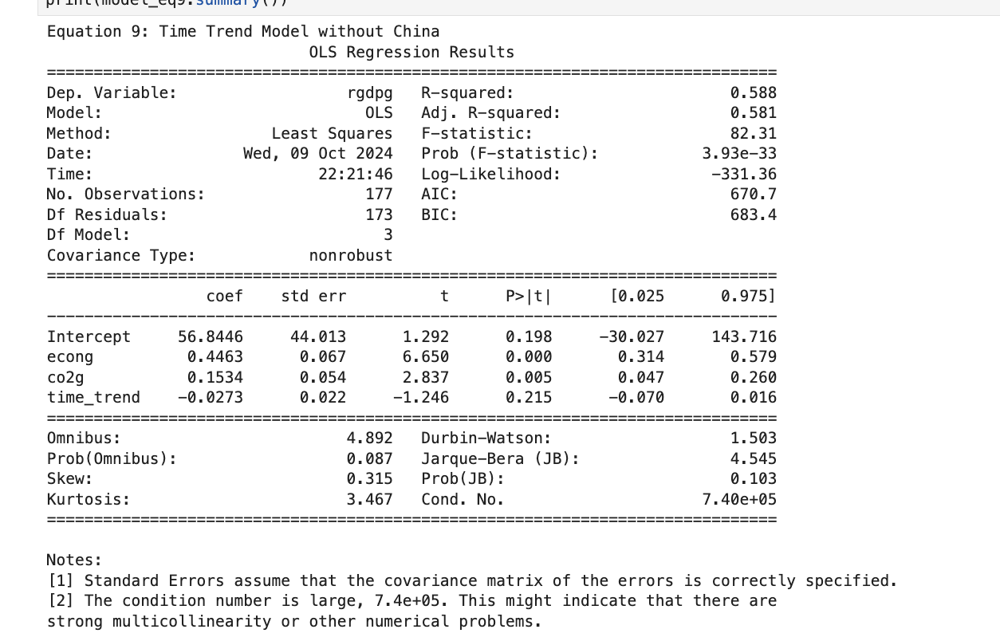 print(model_eq9.summary())
Equation 9: Time Trend Model without China
                            OLS Regression Results
==============================================================================
Dep. Variable:                  rgdpg   R-squared:                       0.588
Model:                            OLS   Adj. R-squared:                  0.581
Method:                 Least Squares   F-statistic:                     82.31
Date:                Wed, 09 Oct 2024   Prob (F-statistic):           3.93e-33
Time:                        22:21:46   Log-Likelihood:                -331.36
No. Observations:                 177   AIC:                             670.7
Df Residuals:                     173   BIC:                             683.4
Df Model:                           3
Covariance Type:            nonrobust
==============================================================================
                 coef    std err          t      P>|t|      [0.025      0.975]
------------------------------------------------------------------------------
Intercept     56.8446     44.013      1.292      0.198     -30.027     143.716
econg          0.4463      0.067      6.650      0.000       0.314       0.579
co2g           0.1534      0.054      2.837      0.005       0.047       0.260
time_trend    -0.0273      0.022     -1.246      0.215      -0.070       0.016
==============================================================================
Omnibus:                        4.892   Durbin-Watson:                   1.503
Prob(Omnibus):                  0.087   Jarque-Bera (JB):                4.545
Skew:                           0.315   Prob(JB):                        0.103
Kurtosis:                       3.467   Cond. No.                     7.40e+05
==============================================================================

Notes:
[1] Standard Errors assume that the covariance matrix of the errors is correctly specified.
[2] The condition number is large, 7.4e+05. This might indicate that there are
strong multicollinearity or other numerical problems.